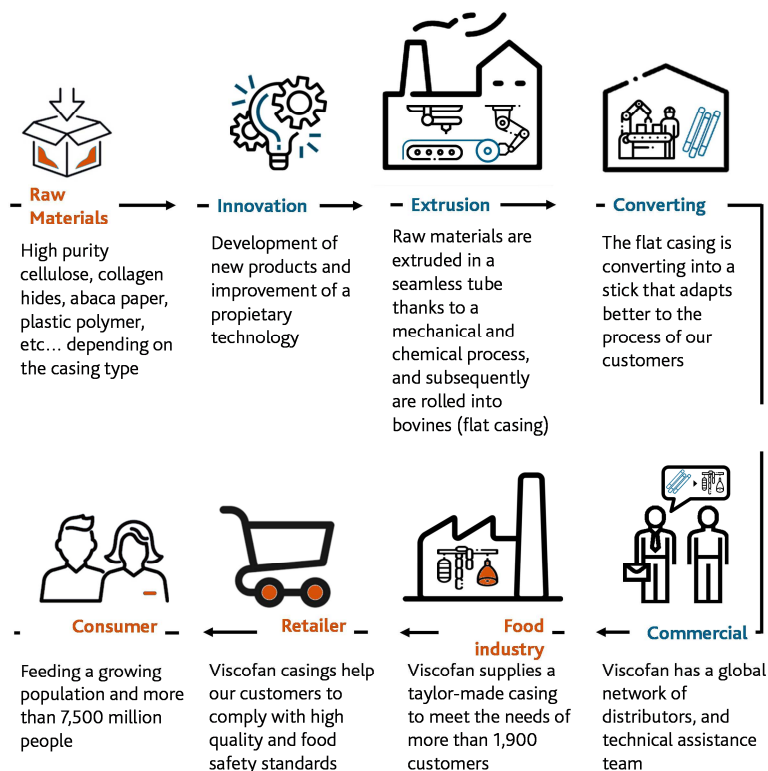 Raw
Materials
High purity
cellulose, collagen
hides, abaca paper,
plastic polymer,
etc... depending on
the casing type
Innovation
Development of
new products and
improvement of a
propietary
technology
Extrusion
Raw materials are
extruded in a
seamless tube
thanks to a
mechanical and
chemical process,
and subsequently
are rolled into
bovines (flat casing)
Converting
The flat casing is
converting into a
stick that adapts
better to the
process of our
customers
Commercial
Viscofan has a global
network of
distributors, and
technical assistance
team
Food
industry
Viscofan supplies a
taylor-made casing
to meet the needs of
more than 1,900
customers
Retailer
Viscofan casings help
our customers to
comply with high
quality and food
safety standards
Consumer
Feeding a growing
population and more
than 7,500 million
people